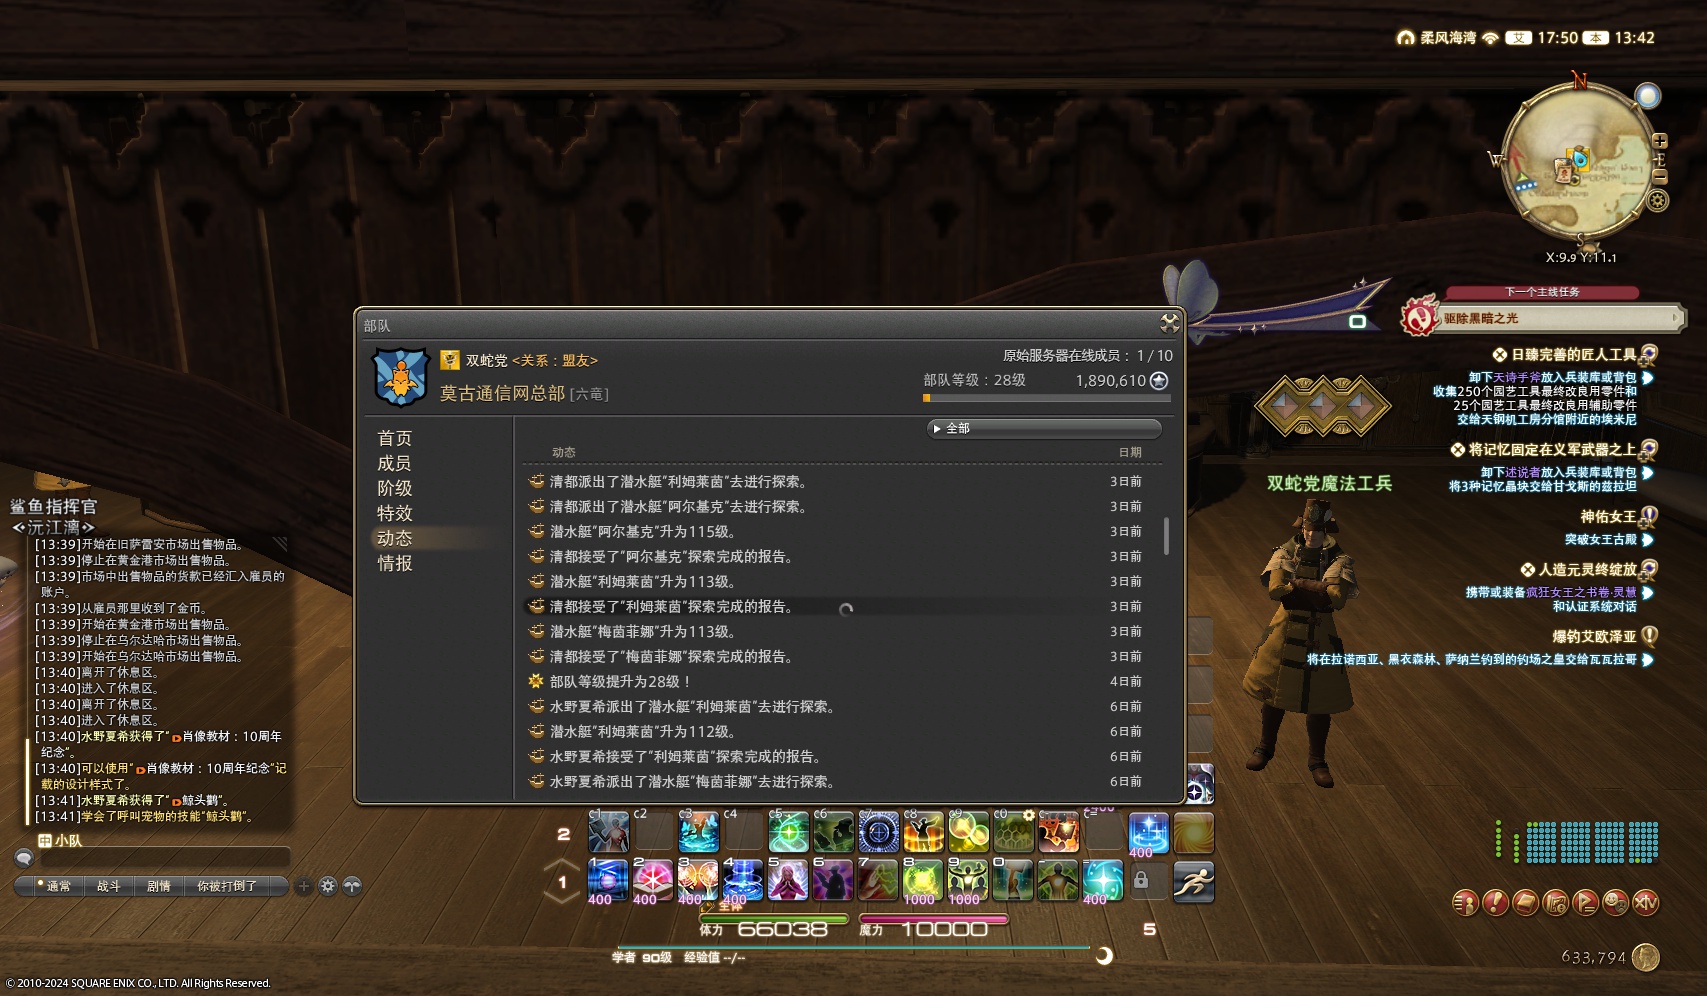 柔风海湾 艾 17:50 本 13:42
N
W
E
S
X:9.9 Y:11.1
下一个主线任务
驱除黑暗之光
日臻完善的匠人工具
卸下天诗手斧放入兵装库或背包
收集250个园艺工具最终改良用零件和
25个园艺工具最终改良用辅助零件
交给天钢机工房分馆附近的埃米尼
将记忆固定在义军武器之上
卸下述说者放入兵装库或背包
将3种记忆晶块交给甘戈斯的兹拉坦
神佑女王
突破女王古殿
人造元灵终绽放
携带或装备疯狂女王之书卷·灵慧
和认证系统对话
爆钓艾欧泽亚
将在拉诺西亚、黑衣森林、萨纳兰钓到的钓场之皇交给瓦瓦拉哥
双蛇党魔法工兵
部队
双蛇党 <关系：盟友>
莫古通信网总部 [六竜]
原始服务器在线成员：1/10
部队等级：28级 1,890,610
首页
成员
阶级
特效
动态
情报
全部
动态 日期
清都派出了潜水艇“利姆莱茵”去进行探索。 3日前
清都派出了潜水艇“阿尔基克”去进行探索。 3日前
潜水艇“阿尔基克”升为115级。 3日前
清都接受了“阿尔基克”探索完成的报告。 3日前
潜水艇“利姆莱茵”升为113级。 3日前
清都接受了“利姆莱茵”探索完成的报告。 3日前
潜水艇“梅茵菲娜”升为113级。 3日前
清都接受了“梅茵菲娜”探索完成的报告。 3日前
部队等级提升为28级！ 4日前
水野夏希派出了潜水艇“利姆莱茵”去进行探索。 6日前
潜水艇“利姆莱茵”升为112级。 6日前
水野夏希接受了“利姆莱茵”探索完成的报告。 6日前
水野夏希派出了潜水艇“梅茵菲娜”去进行探索。 6日前
鲨鱼指挥官
<沅江漓>
[13:39]开始在旧萨雷安市场出售物品。
[13:39]停止在黄金港市场出售物品。
[13:39]市场中出售物品的货款已经汇入雇员的
账户。
[13:39]从雇员那里收到了金币。
[13:39]开始在黄金港市场出售物品。
[13:39]停止在乌尔达哈市场出售物品。
[13:39]开始在乌尔达哈市场出售物品。
[13:40]离开了休息区。
[13:40]进入了休息区。
[13:40]离开了休息区。
[13:40]进入了休息区。
[13:40]水野夏希获得了“肖像教材：10周年
纪念”。
[13:40]可以使用“肖像教材：10周年纪念”记
载的设计样式了。
[13:41]水野夏希获得了“鲸头鹳”。
[13:41]学会了呼叫宠物的技能“鲸头鹳”。
中 小队
通常 战斗 剧情 你被打倒了
2 c1 c2 c3 c4 c5 c6 c7 c8 c9 c0 c- c=
400
1 1 2 3 4 5 6 7 8 9 0 - =
400 400 400 400 1000 1000 400
全体
体力 66038 魔力 10000 5
学者 90级 经验值 --/--
XIV
633,794
© 2010-2024 SQUARE ENIX CO., LTD. All Rights Reserved.